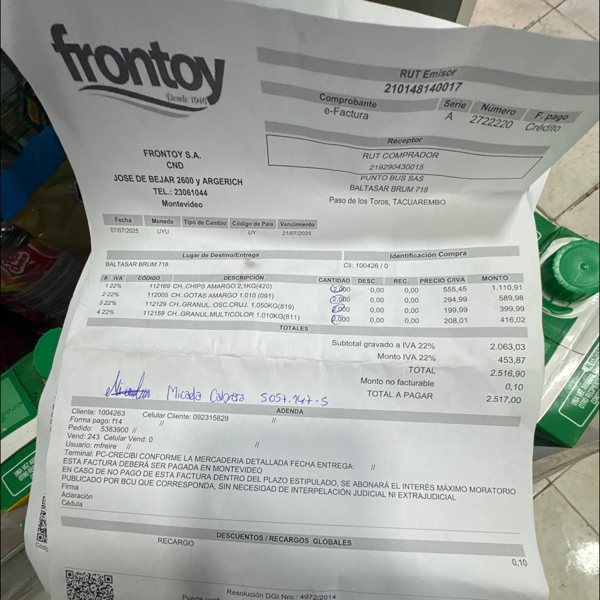 frontoy
Desde 1940
RUT Emisor
210148140017
Comprobante Serie Número F. pago
e-Factura A 2722220 Crédito
Receptor
RUT COMPRADOR
219290430015
PUNTO BUS SAS
BALTASAR BRUM 718
Paso de los Toros, TACUAREMBO
FRONTOY S.A.
CND
JOSE DE BEJAR 2600 y ARGERICH
TEL.: 23061044
Montevideo
Fecha Moneda Tipo de Cambio Código de País Vencimiento
07/07/2025 UYU UY 21/07/2025
Lugar de Destino/Entrega Identificación Compra
BALTASAR BRUM 718 Cli: 100426 / 0
# IVA CÓDIGO DESCRIPCIÓN CANTIDAD DESC. REC. PRECIO C/IVA MONTO
1 22% 112169 CH.CHIPS AMARGO 2,1KG(420) 2,000 0,00 0,00 555,45 1.110,91
2 22% 112005 CH.GOTAS AMARGO 1.010 (091) 2,000 0,00 0,00 294,99 589,98
3 22% 112129 CH.GRANUL. OSC.CRUJ. 1.050KG(819) 2,000 0,00 0,00 199,99 399,99
4 22% 112159 CH.GRANUL.MULTICOLOR 1.010KG(811) 2,000 0,00 0,00 208,01 416,02
TOTALES
Subtotal gravado a IVA 22% 2.063,03
Monto IVA 22% 453,87
TOTAL 2.516,90
Monto no facturable 0,10
TOTAL A PAGAR 2.517,00
Micaela Cabrera 5057.747-5
ADENDA
Cliente: 1004263 Celular Cliente: 092315829
Forma pago: f14 //
Pedido: 5383900 // //
Vend: 243 Celular Vend: 0
Usuario: mfreire // //
Terminal: PC-CRECIBI CONFORME LA MERCADERIA DETALLADA FECHA ENTREGA: //
ESTA FACTURA DEBERÁ SER PAGADA EN MONTEVIDEO
EN CASO DE NO PAGO DE ESTA FACTURA DENTRO DEL PLAZO ESTIPULADO, SE ABONARÁ EL INTERÉS MÁXIMO MORATORIO
PUBLICADO POR BCU QUE CORRESPONDA, SIN NECESIDAD DE INTERPELACIÓN JUDICIAL NI EXTRAJUDICIAL
Firma
Aclaración
Cédula
DESCUENTOS / RECARGOS GLOBALES
RECARGO 0,10
Resolución DGI Nro.: 4972/2014